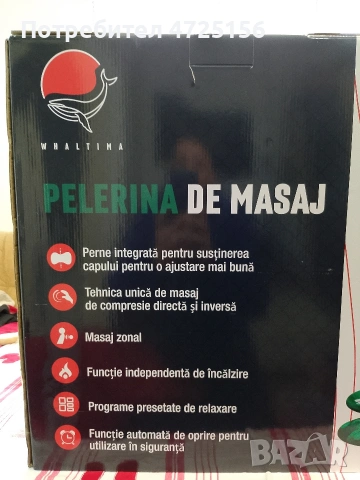 Потребител 4725156
WHALTIMA
PELERINA DE MASAJ
Perne integrată pentru susținerea
capului pentru o ajustare mai bună
Tehnica unică de masaj
de compresie directă și inversă
Masaj zonal
Funcție independentă de încălzire
Programe presetate de relaxare
Funcție automată de oprire pentru
utilizare în siguranță
BAZAR